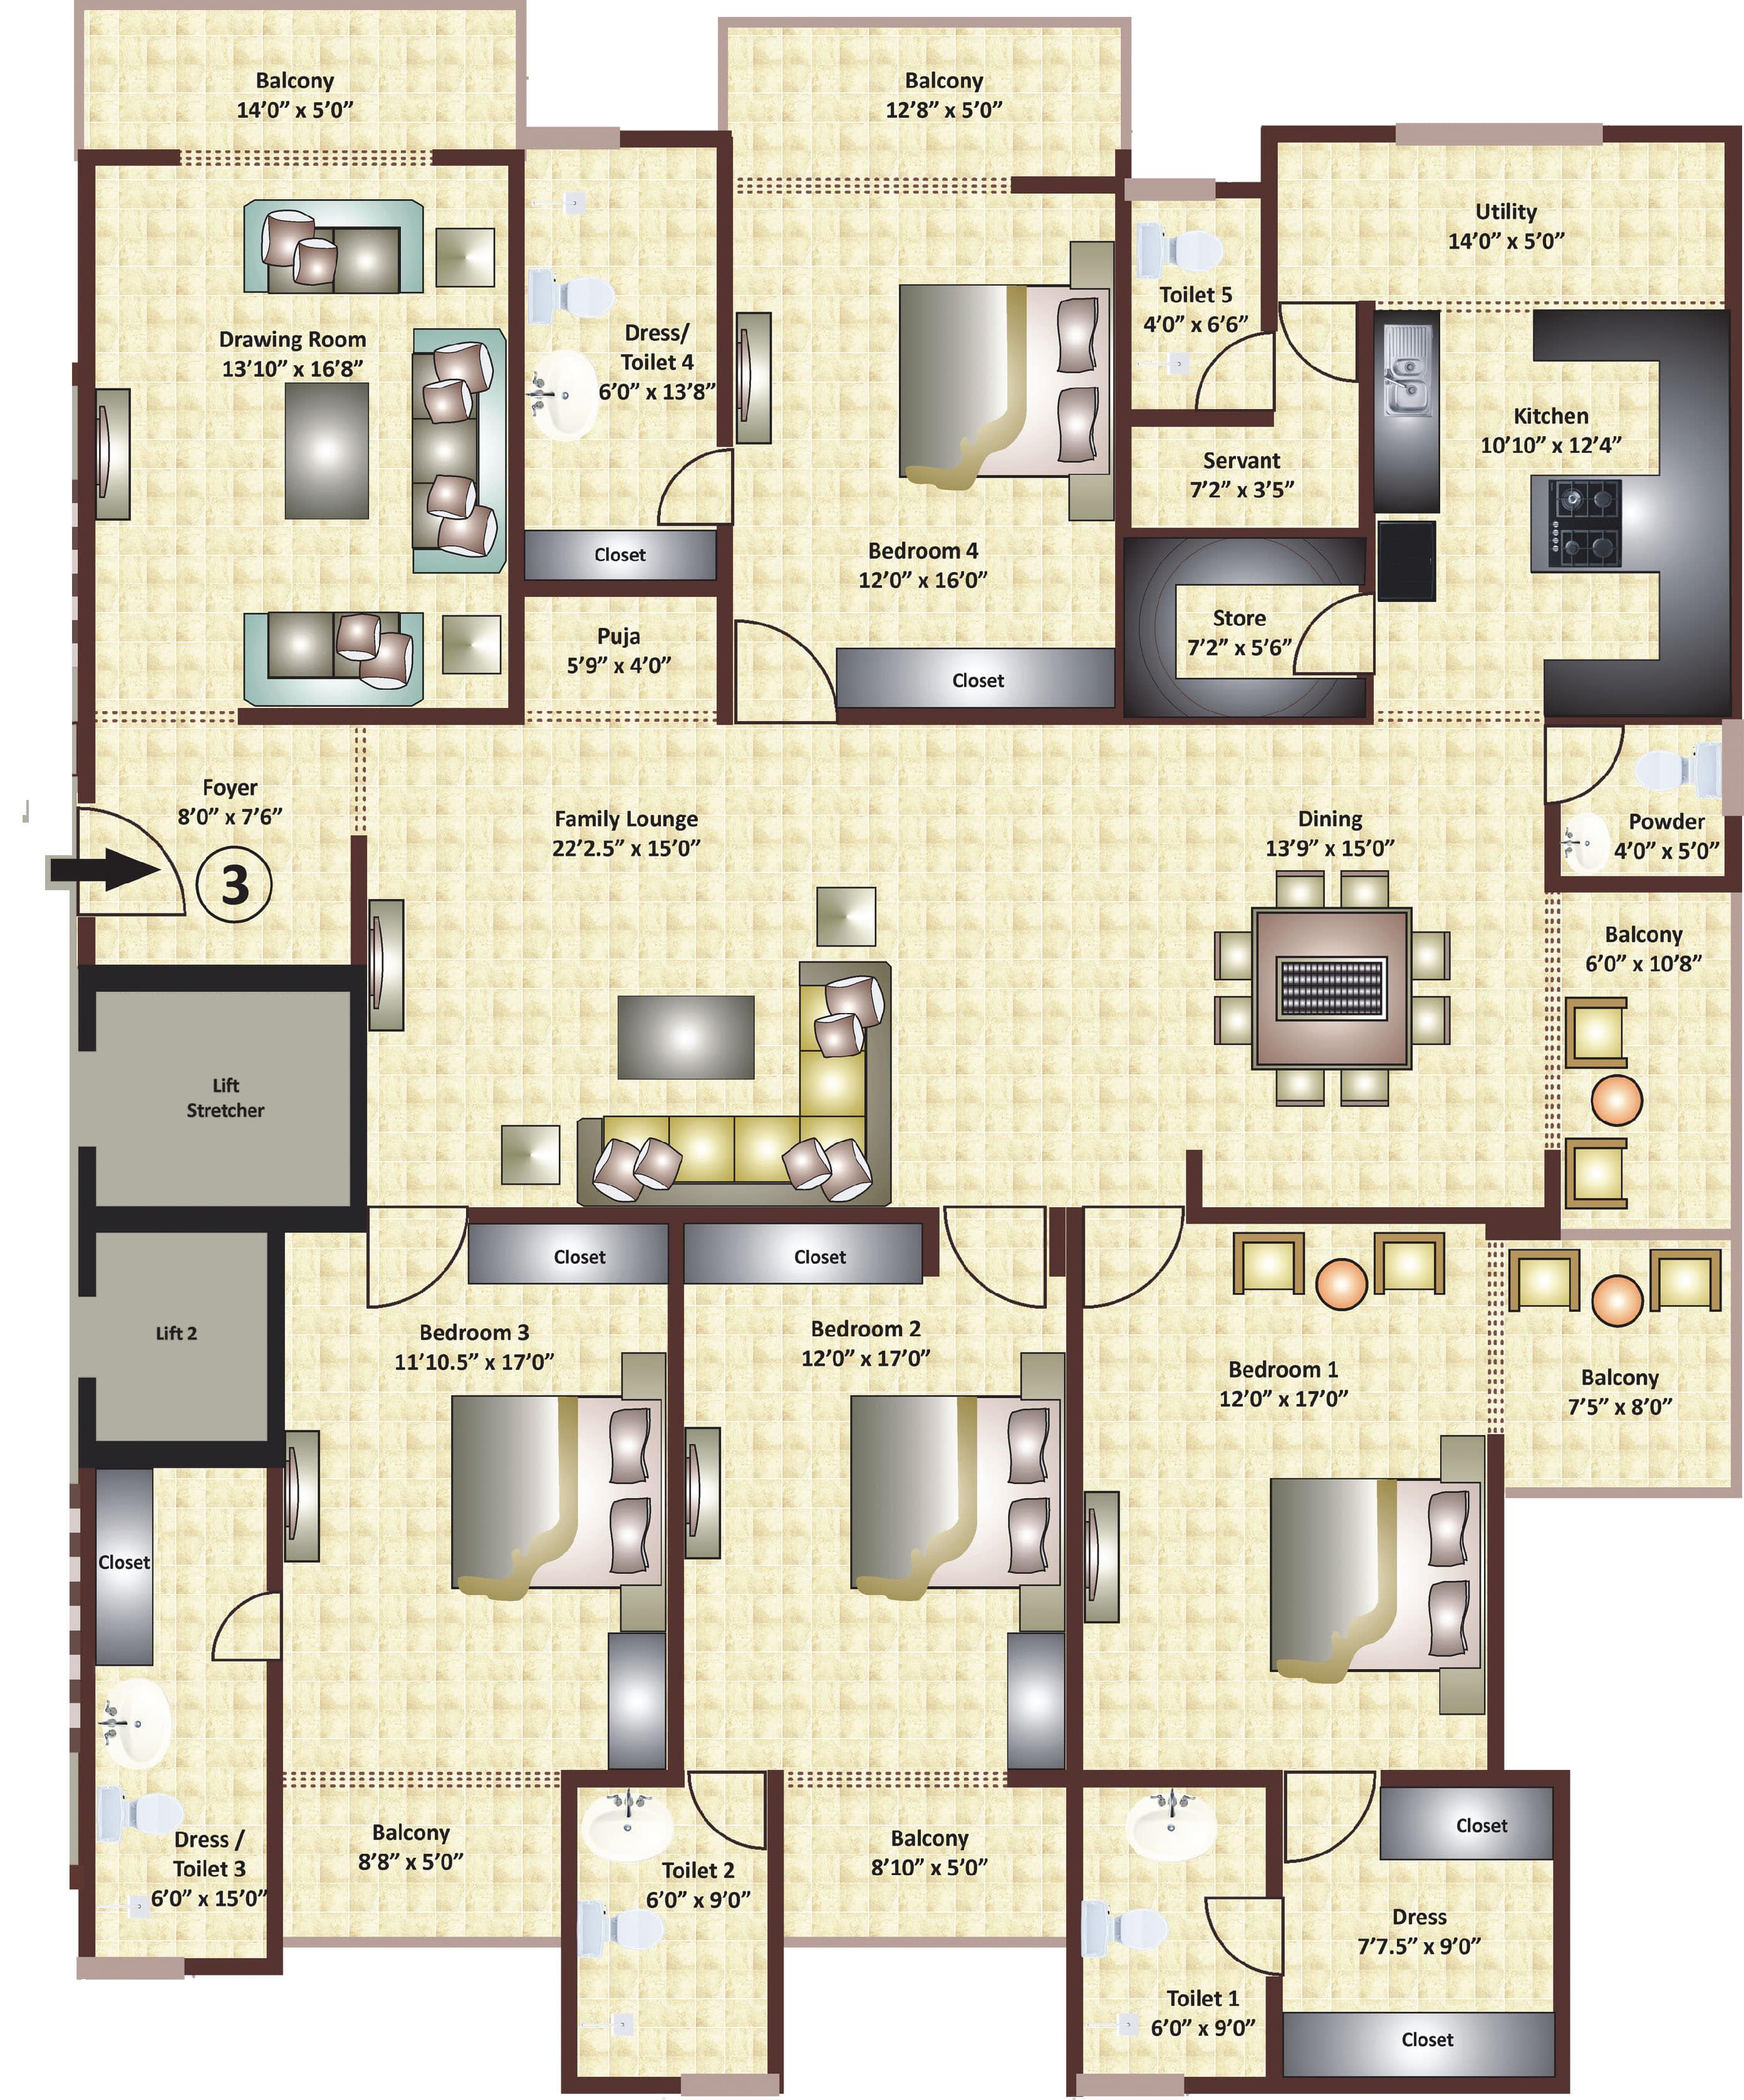 Balcony
14’0” x 5’0”
Balcony
12’8” x 5’0”
Utility
14’0” x 5’0”
Drawing Room
13’10” x 16’8”
Dress/
Toilet 4
6’0” x 13’8”
Toilet 5
4’0” x 6’6”
Kitchen
10’10” x 12’4”
Servant
7’2” x 3’5”
Closet
Bedroom 4
12’0” x 16’0”
Store
7’2” x 5’6”
Puja
5’9” x 4’0”
Closet
Foyer
8’0” x 7’6”
3
Family Lounge
22’2.5” x 15’0”
Dining
13’9” x 15’0”
Powder
4’0” x 5’0”
Balcony
6’0” x 10’8”
Lift
Stretcher
Closet
Closet
Lift 2
Bedroom 3
11’10.5” x 17’0”
Bedroom 2
12’0” x 17’0”
Bedroom 1
12’0” x 17’0”
Balcony
7’5” x 8’0”
Closet
Dress /
Toilet 3
6’0” x 15’0”
Balcony
8’8” x 5’0”
Toilet 2
6’0” x 9’0”
Balcony
8’10” x 5’0”
Closet
Dress
7’7.5” x 9’0”
Toilet 1
6’0” x 9’0”
Closet